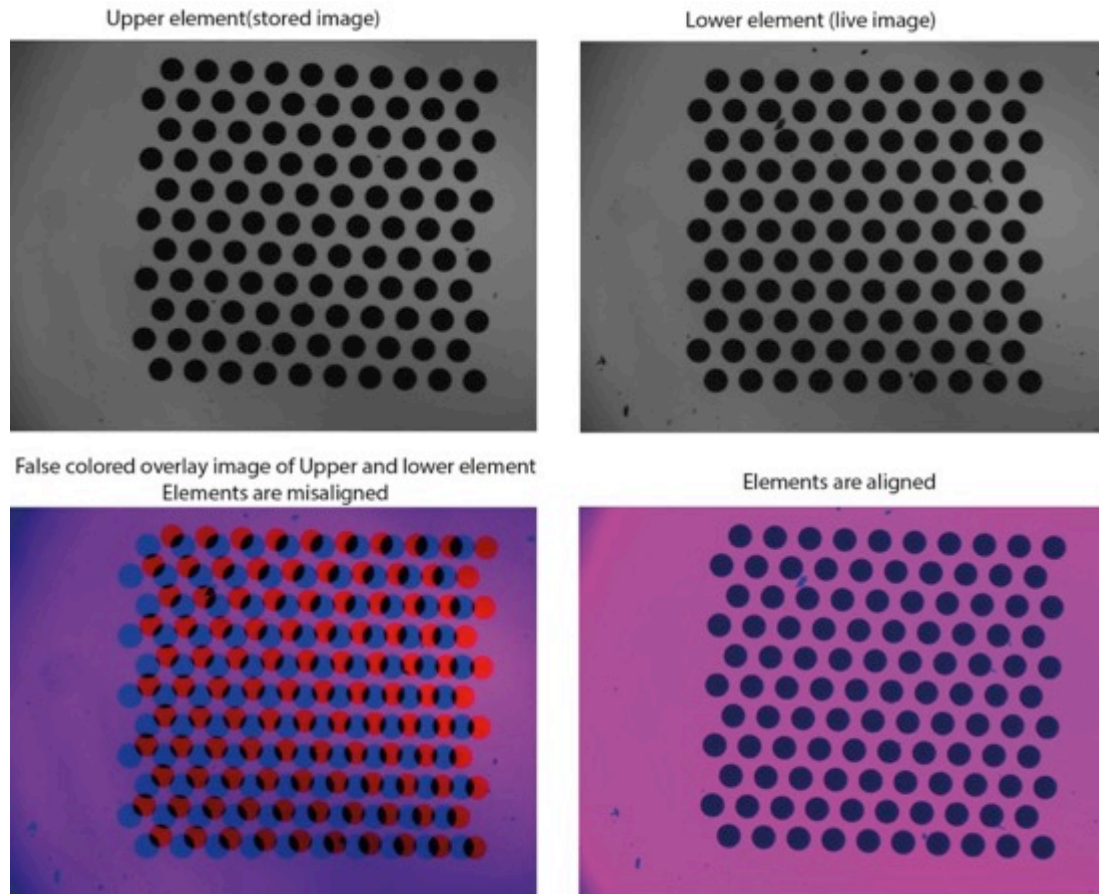 Upper element(stored image)
Lower element (live image)
False colored overlay image of Upper and lower element
Elements are misaligned
Elements are aligned